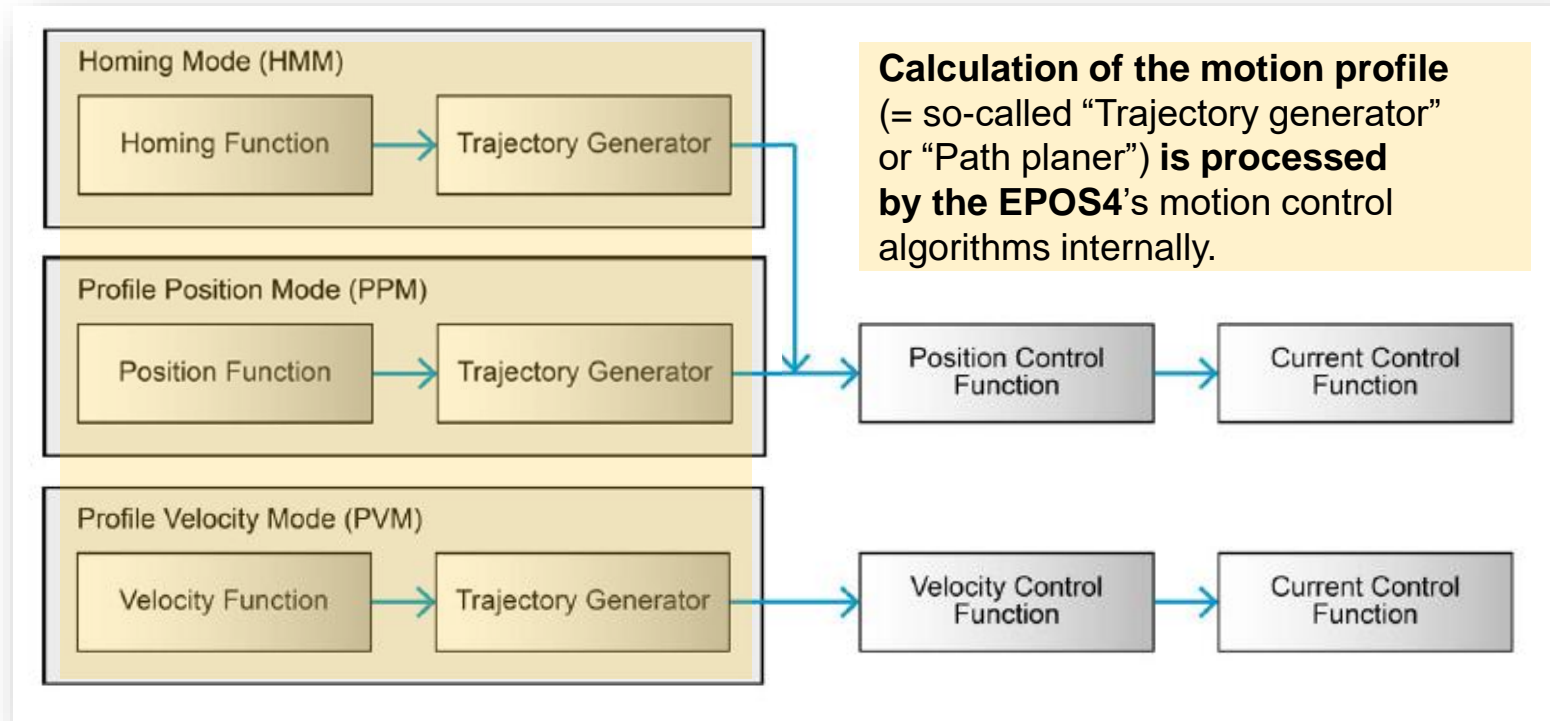 Homing Mode (HMM)
Homing Function
Trajectory Generator
Calculation of the motion profile
(= so-called “Trajectory generator”
or “Path planer”) is processed
by the EPOS4’s motion control
algorithms internally.
Profile Position Mode (PPM)
Position Function
Trajectory Generator
Position Control
Function
Current Control
Function
Profile Velocity Mode (PVM)
Velocity Function
Trajectory Generator
Velocity Control
Function
Current Control
Function